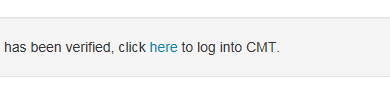 has been verified, click here to log into CMT.